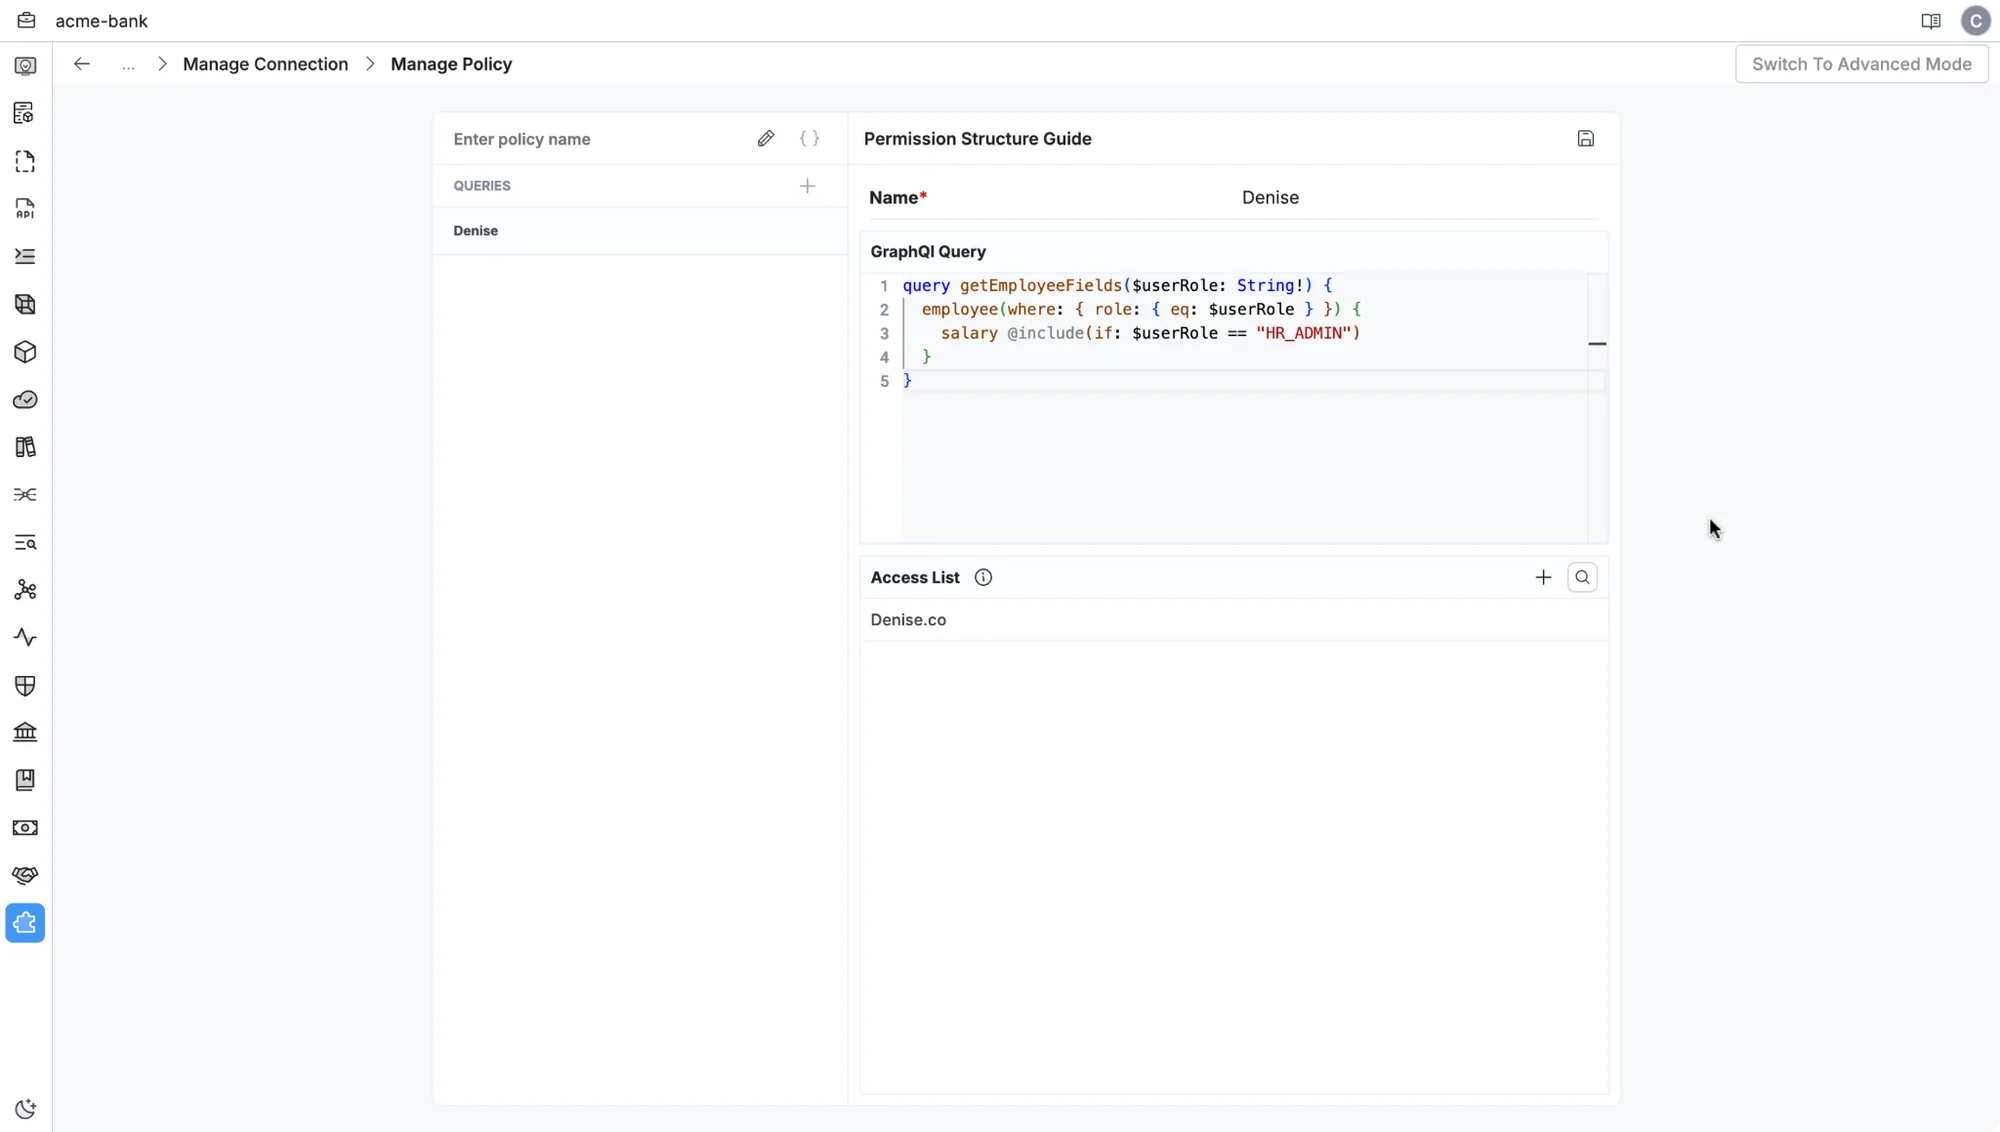 acme-bank
C
... > Manage Connection > Manage Policy
Switch To Advanced Mode
Enter policy name
{ }
QUERIES
Denise
Permission Structure Guide
Name*
Denise
GraphQl Query
1 query getEmployeeFields($userRole: String!) {
2 employee(where: { role: { eq: $userRole } }) {
3 salary @include(if: $userRole == "HR_ADMIN")
4 }
5 }
Access List
Denise.co
API